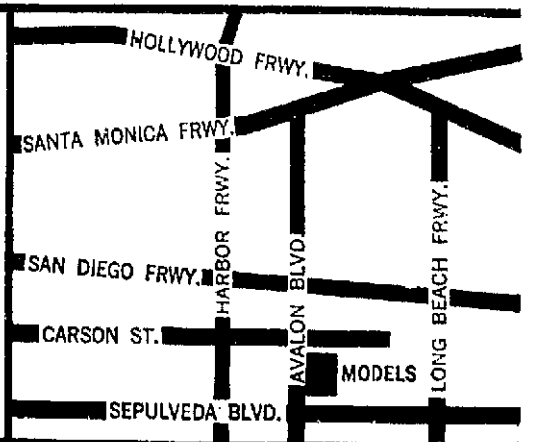 HOLLYWOOD FRWY.
SANTA MONICA FRWY.
HARBOR FRWY.
SAN DIEGO FRWY.
AVALON BLVD.
LONG BEACH FRWY.
CARSON ST.
MODELS
SEPULVEDA BLVD.